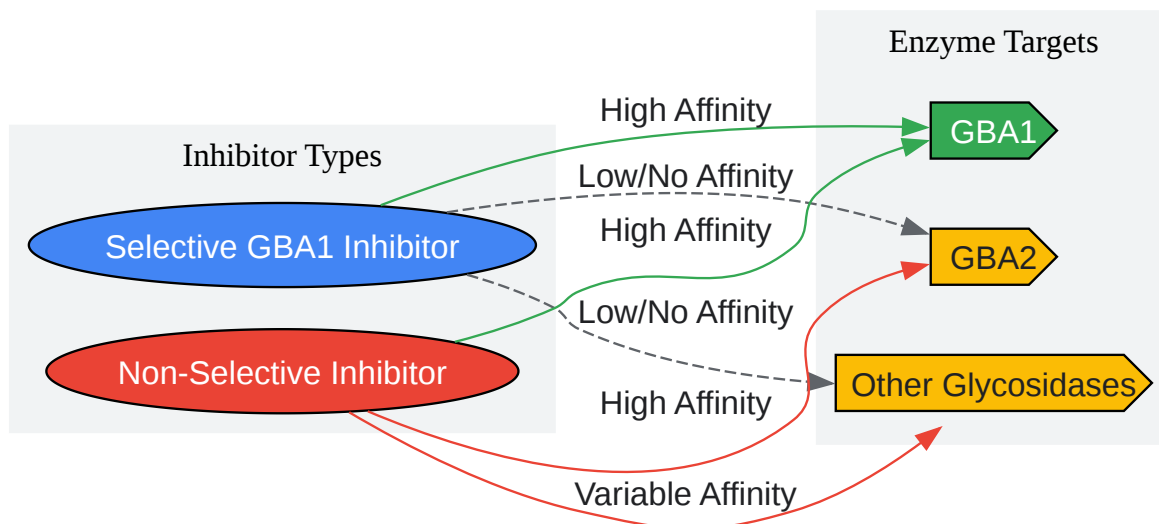 Enzyme Targets
High Affinity
GBA1
Inhibitor Types
Low/No Affinity
High Affinity
Selective GBA1 Inhibitor
GBA2
Low/No Affinity
Non-Selective Inhibitor
Other Glycosidases
High Affinity
Variable Affinity